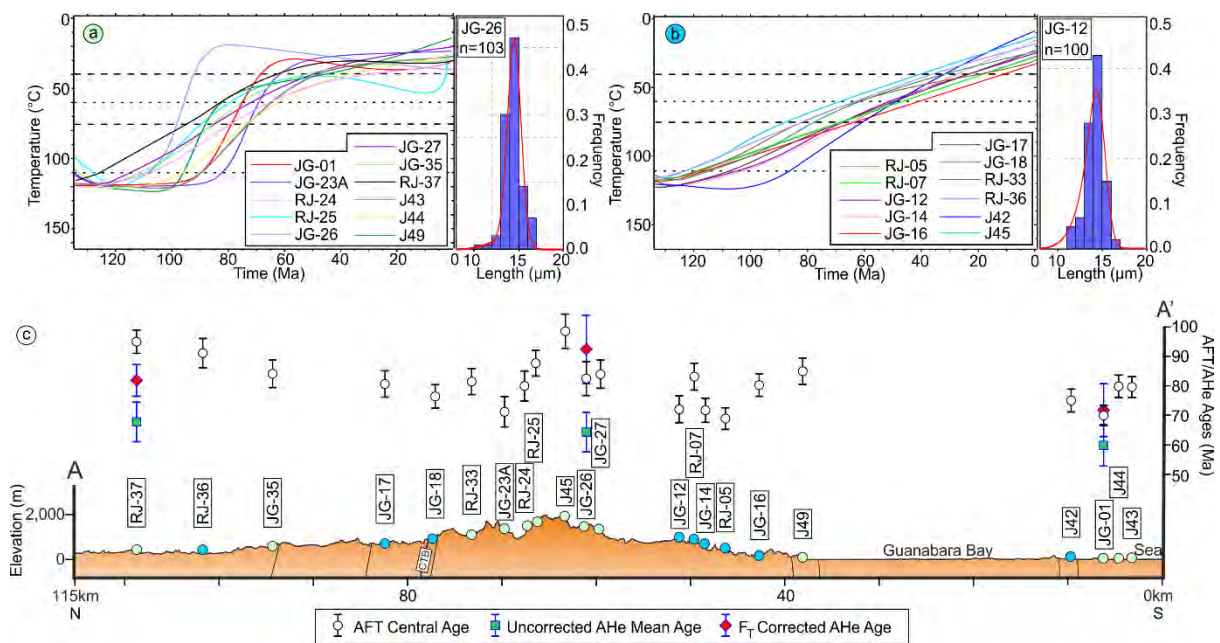 a
JG-26
n=103
0
50
100
150
Temperature (°C)
120 100 80 60 40 20
Time (Ma)
JG-01
JG-23A
RJ-24
RJ-25
JG-26
JG-27
JG-35
RJ-37
J43
J44
J49
0.5
0.4
0.3
0.2
0.1
0.0
Frequency
10 15 20
Length (µm)
b
JG-12
n=100
0
50
100
150
Temperature (°C)
120 100 80 60 40 20 0
Time (Ma)
RJ-05
RJ-07
JG-12
JG-14
JG-16
JG-17
JG-18
RJ-33
RJ-36
J42
J45
0.5
0.4
0.3
0.2
0.1
0.0
Frequency
10 15 20
Length (µm)
c
A'
100
90
80
70
60
50
AFT/AHe Ages (Ma)
A
Elevation (m)
2,000
0
RJ-37
RJ-36
JG-35
JG-17
JG-18
RJ-33
JG-23A
RJ-24
RJ-25
J45
JG-26
JG-27
JG-12
RJ-07
JG-14
RJ-05
JG-16
J49
J42
JG-01
J44
J43
CTB
Guanabara Bay
Sea
115km 80 40 0km
N S
AFT Central Age Uncorrected AHe Mean Age FT Corrected AHe Age